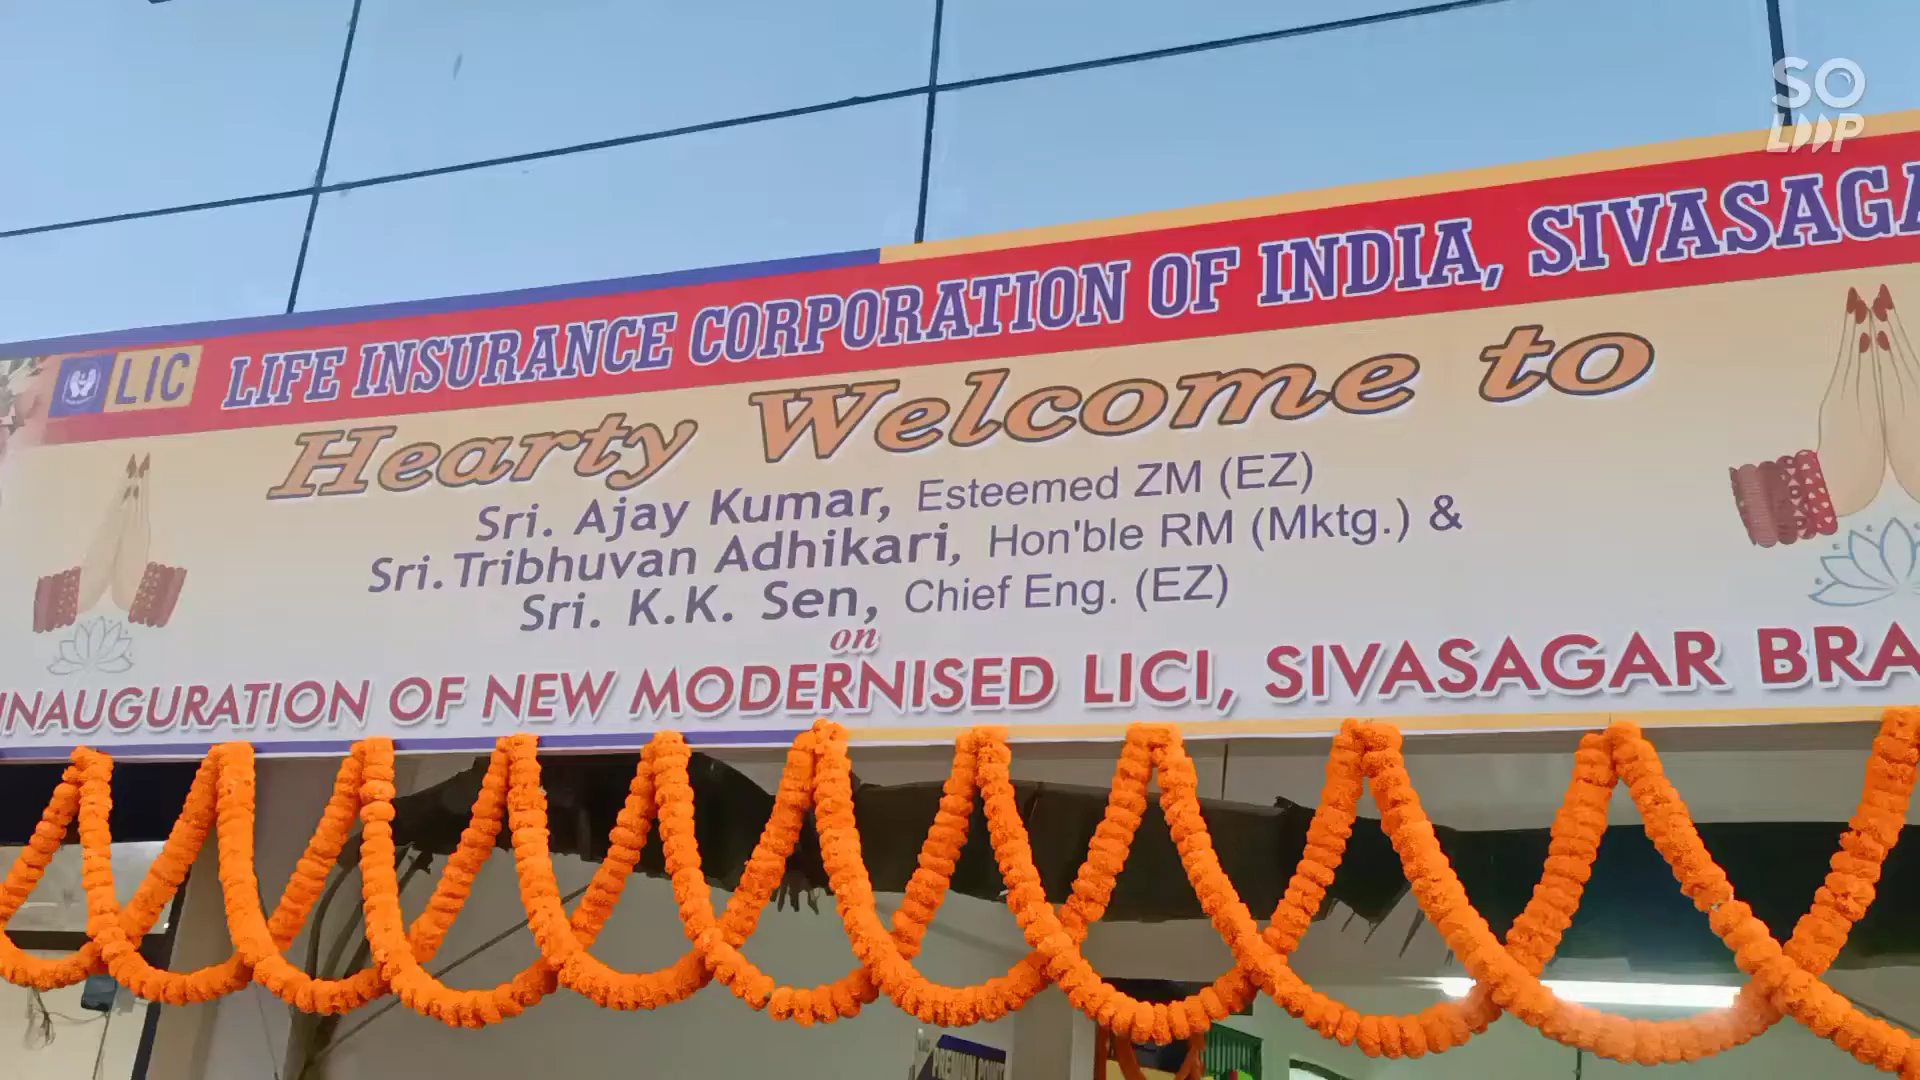 SO
LOOP
LIC LIFE INSURANCE CORPORATION OF INDIA, SIVASAGA
Hearty Welcome to
Sri. Ajay Kumar, Esteemed ZM (EZ)
Sri. Tribhuvan Adhikari, Hon'ble RM (Mktg.) &
Sri. K.K. Sen, Chief Eng. (EZ)
on
INAUGURATION OF NEW MODERNISED LICI, SIVASAGAR BRA
PREMIUM POINT